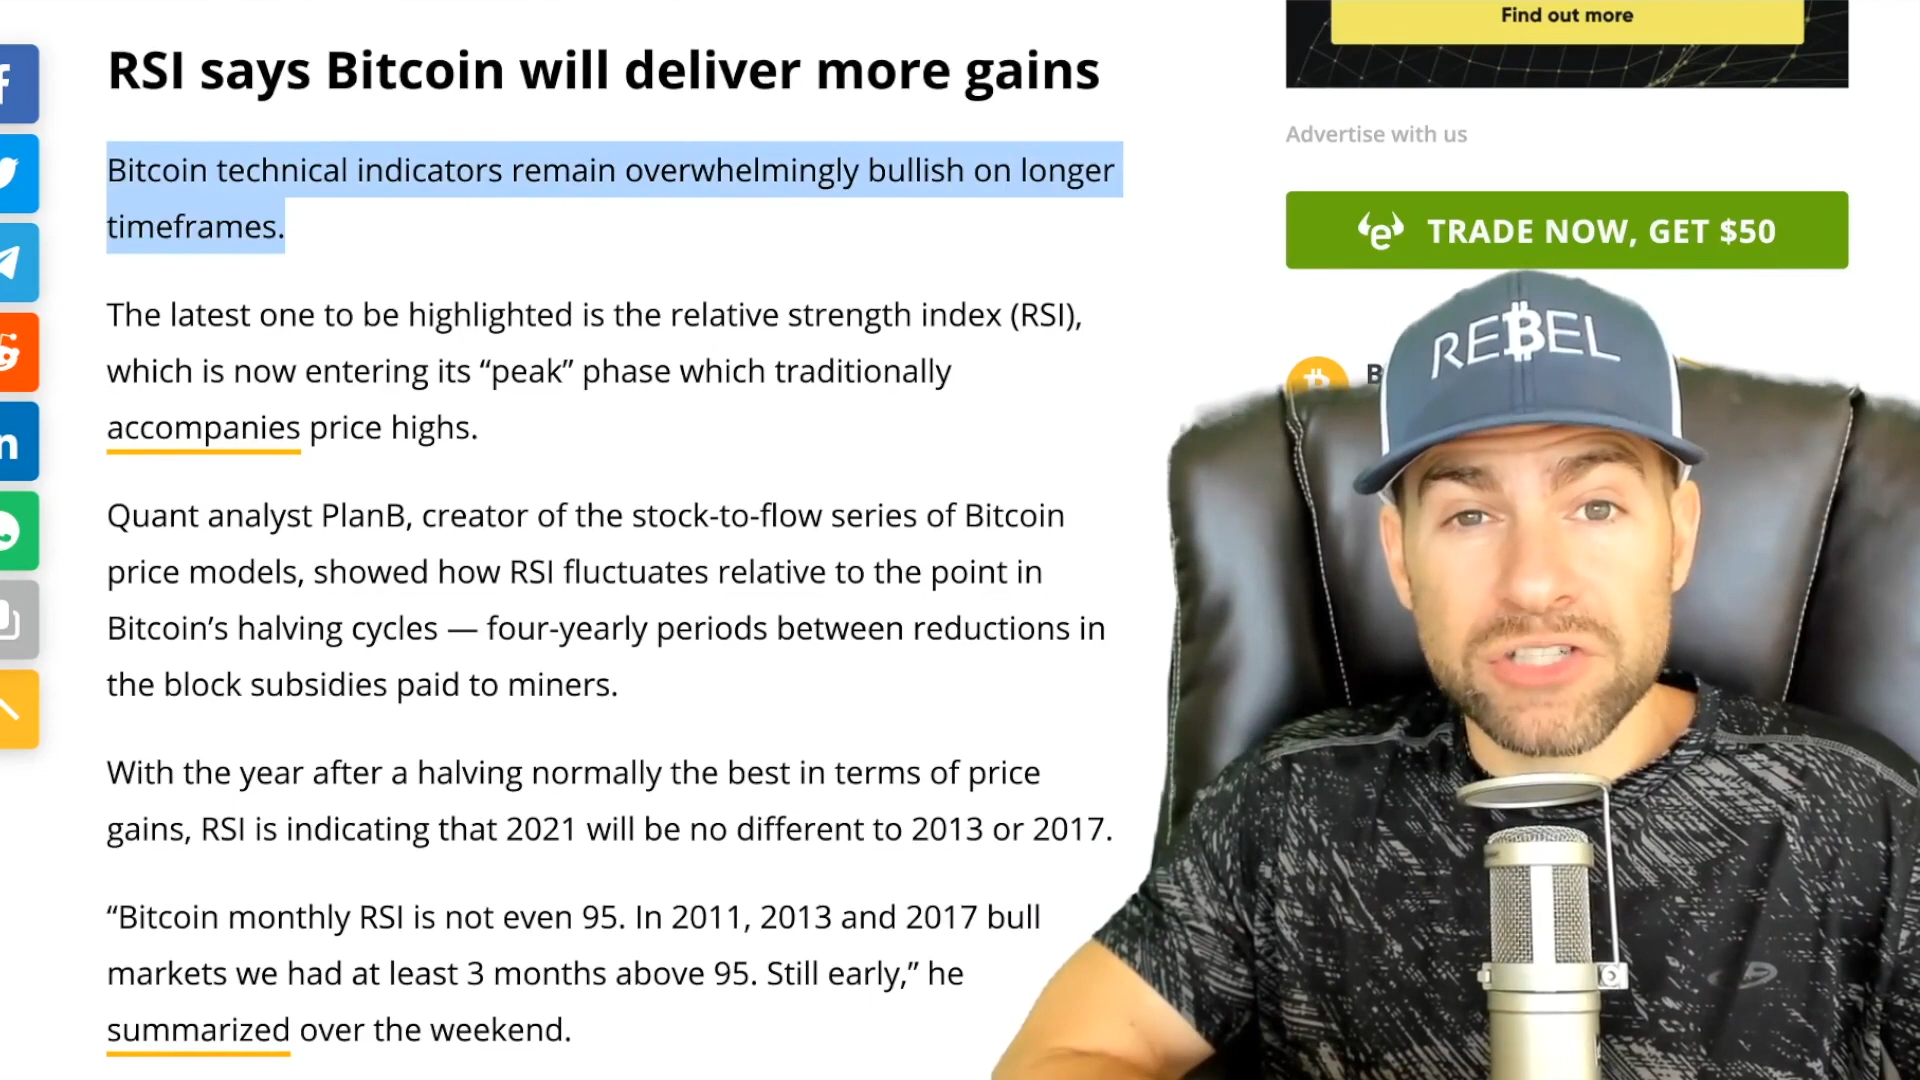 Find out more
RSI says Bitcoin will deliver more gains
Advertise with us
Bitcoin technical indicators remain overwhelmingly bullish on longer
timeframes.
TRADE NOW, GET $50
The latest one to be highlighted is the relative strength index (RSI),
which is now entering its “peak” phase which traditionally
accompanies price highs.
REBEL
Quant analyst PlanB, creator of the stock-to-flow series of Bitcoin
price models, showed how RSI fluctuates relative to the point in
Bitcoin’s halving cycles — four-yearly periods between reductions in
the block subsidies paid to miners.
With the year after a halving normally the best in terms of price
gains, RSI is indicating that 2021 will be no different to 2013 or 2017.
“Bitcoin monthly RSI is not even 95. In 2011, 2013 and 2017 bull
markets we had at least 3 months above 95. Still early,” he
summarized over the weekend.